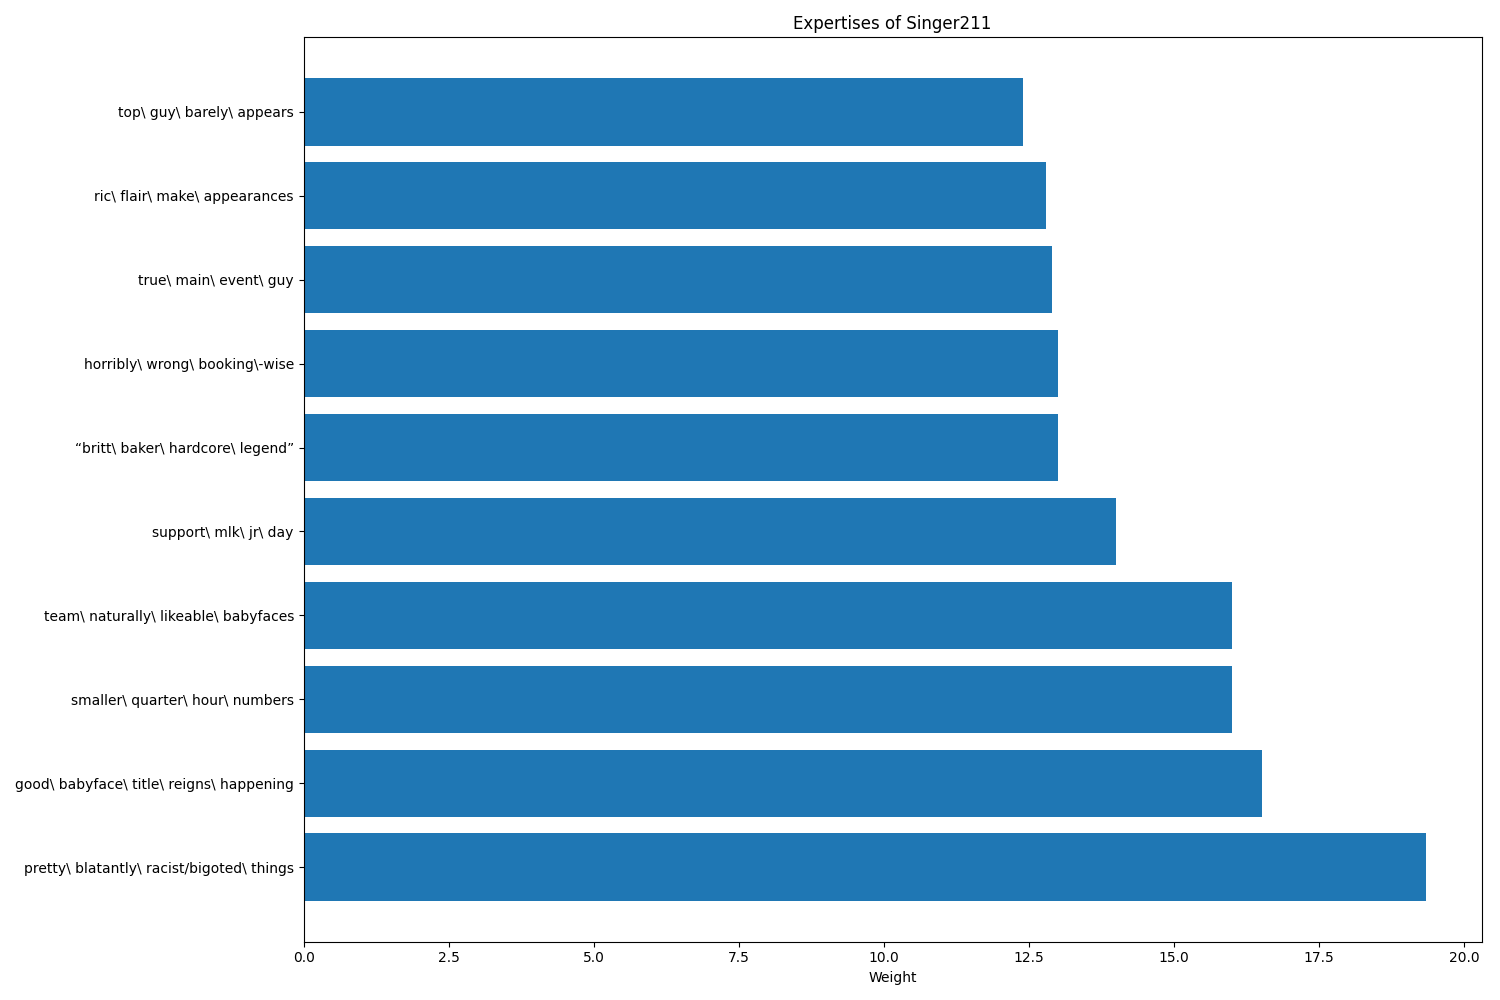 Expertises of Singer211
top\ guy\ barely\ appears
ric\ flair\ make\ appearances
true\ main\ event\ guy
horribly\ wrong\ booking\-wise
“britt\ baker\ hardcore\ legend”
support\ mlk\ jr\ day
team\ naturally\ likeable\ babyfaces
smaller\ quarter\ hour\ numbers
good\ babyface\ title\ reigns\ happening
pretty\ blatantly\ racist/bigoted\ things
0.0 2.5 5.0 7.5 10.0 12.5 15.0 17.5 20.0
Weight